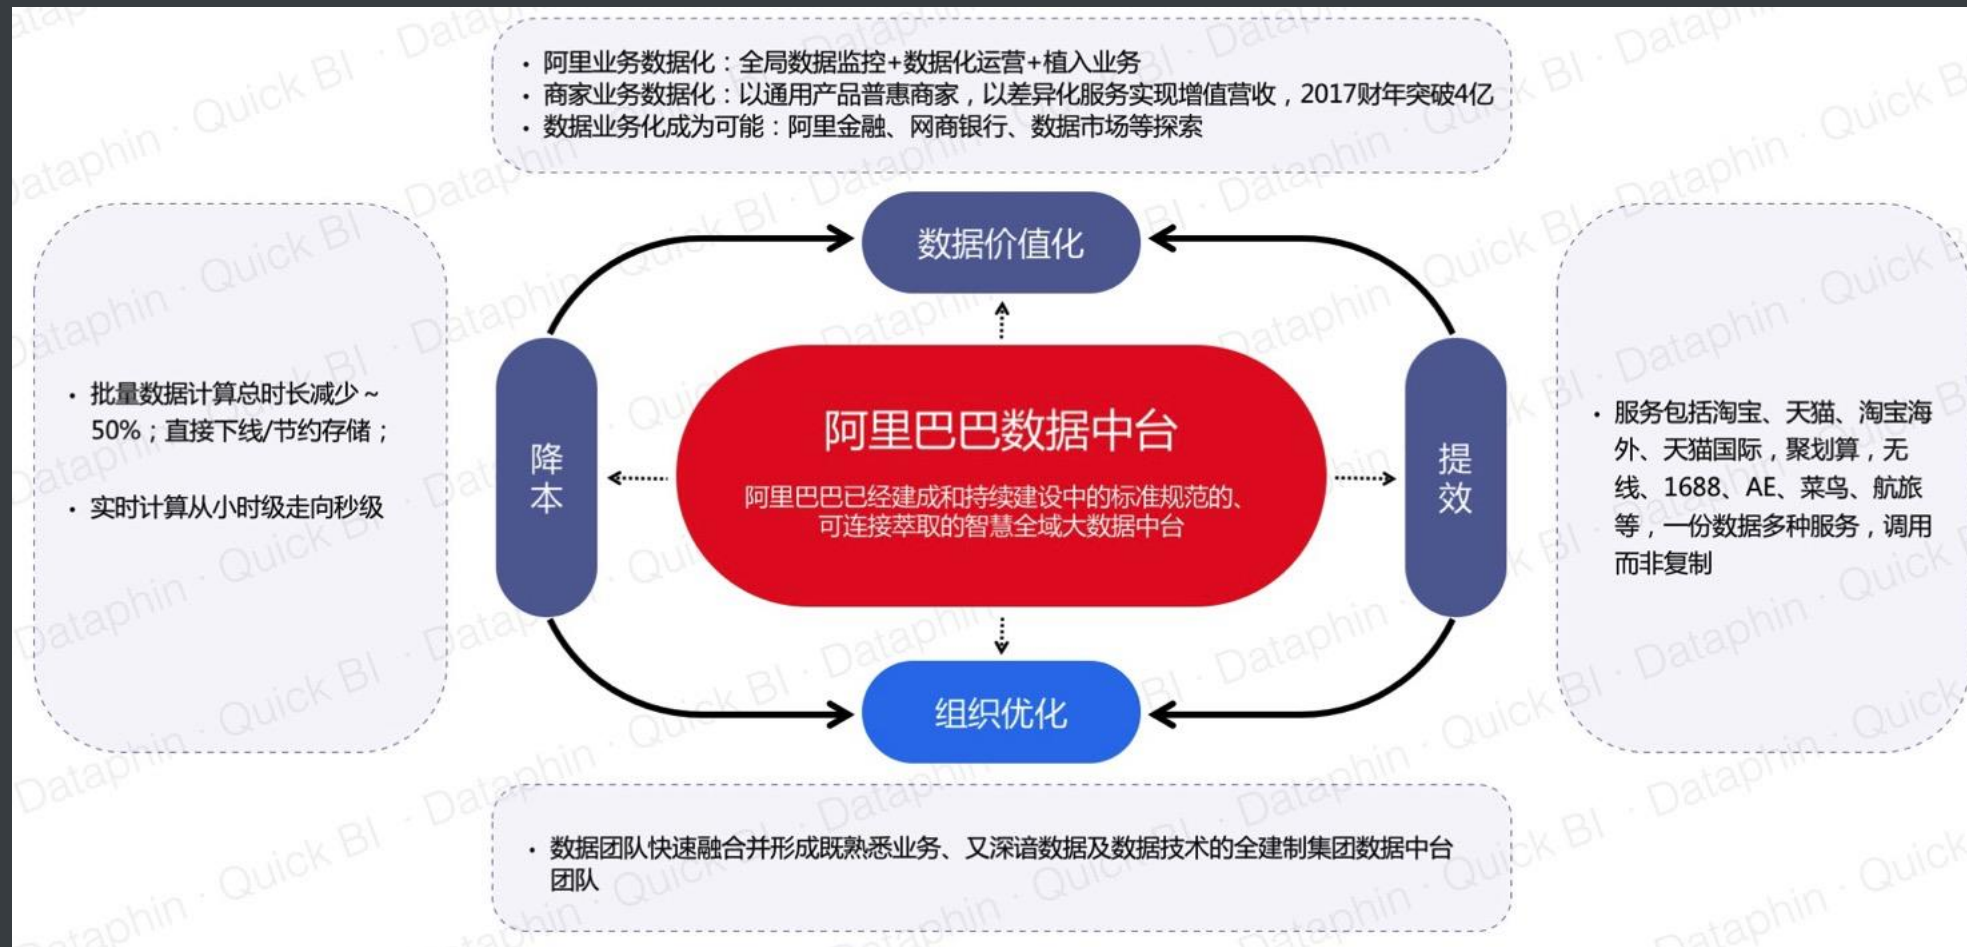 • 阿里业务数据化：全局数据监控+数据化运营+植入业务
• 商家业务数据化：以通用产品普惠商家，以差异化服务实现增值营收，2017财年突破4亿
• 数据业务化成为可能：阿里金融、网商银行、数据市场等探索
数据价值化
• 批量数据计算总时长减少～
50%；直接下线/节约存储；
• 实时计算从小时级走向秒级
降本
阿里巴巴数据中台
阿里巴巴已经建成和持续建设中的标准规范的、
可连接萃取的智慧全域大数据中台
提效
• 服务包括淘宝、天猫、淘宝海
外、天猫国际，聚划算，无
线、1688、AE、菜鸟、航旅
等，一份数据多种服务，调用
而非复制
组织优化
• 数据团队快速融合并形成既熟悉业务、又深谙数据及数据技术的全建制集团数据中台
团队
Dataphin · Quick BI · Dataphin · Quick BI · Dataphin · Quick BI